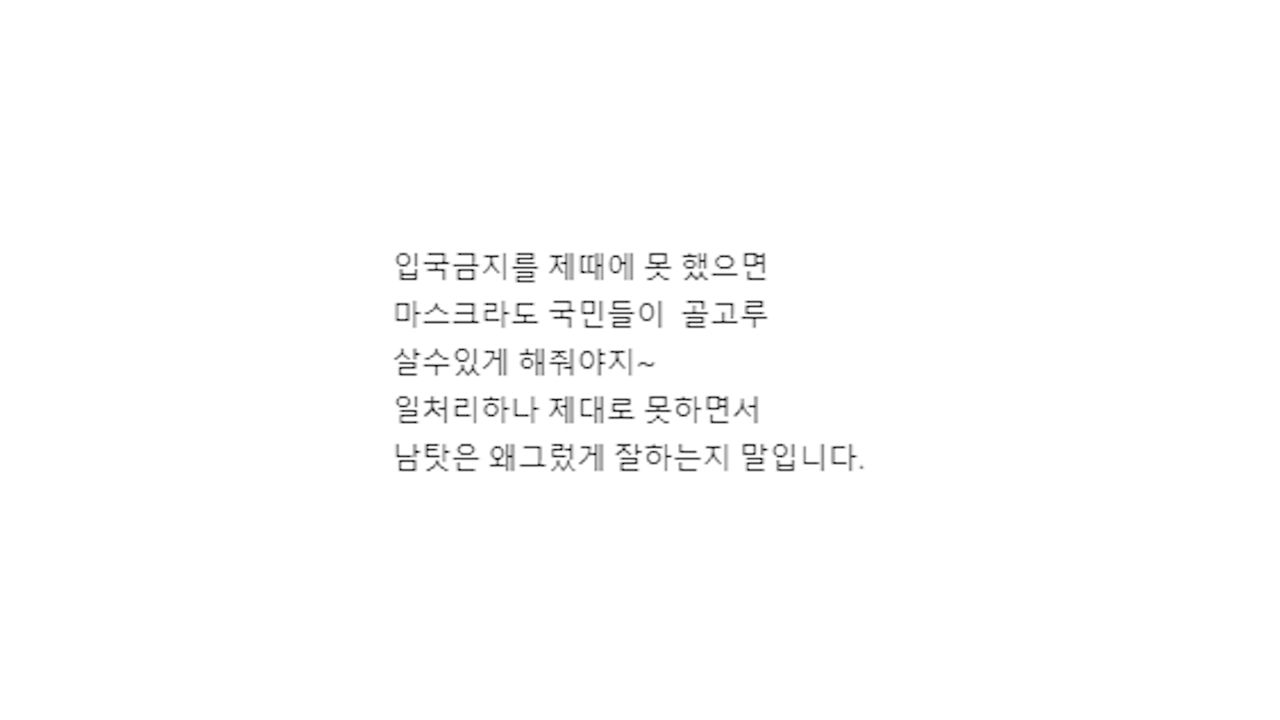 입국금지를 제때에 못 했으면
마스크라도 국민들이  골고루
살수있게 해줘야지~
일처리하나 제대로 못하면서
남탓은 왜그렀게 잘하는지 말입니다.